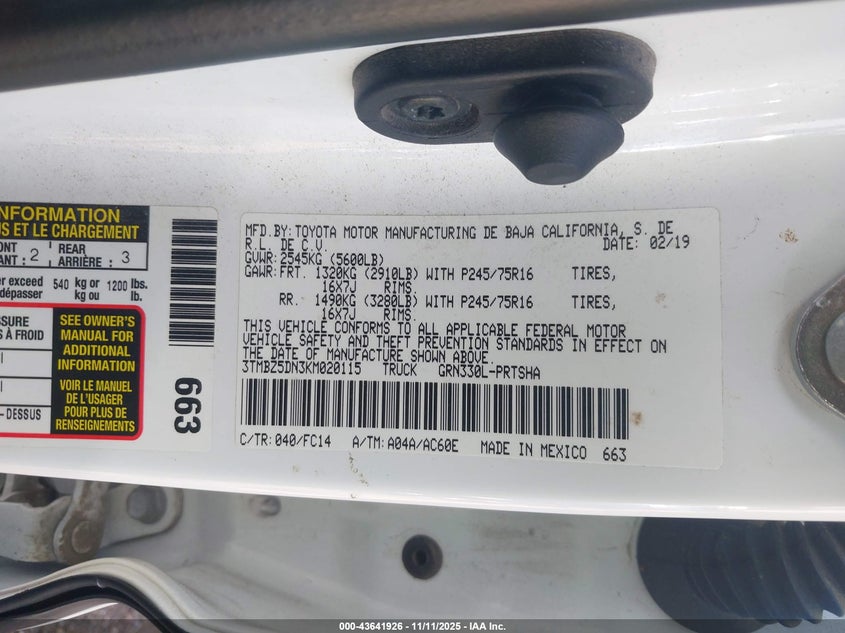 INFORMATION
US ET LE CHARGEMENT
ONT 2 REAR ARRIÈRE : 3
er exceed 540 kg or 1200 lbs.
dépasser kg ou lb.
SSURE
S À FROID
SEE OWNER'S
MANUAL FOR
ADDITIONAL
INFORMATION
VOIR LE MANUEL
DE L'USAGER
POUR PLUS DE
RENSEIGNEMENTS
- DESSUS
663
MFD.BY:TOYOTA MOTOR MANUFACTURING DE BAJA CALIFORNIA, S. DE
R.L. DE C.V. DATE: 02/19
GVWR:2545KG (5600LB)
GAWR:FRT. 1320KG (2910LB) WITH P245/75R16 TIRES,
16X7J RIMS.
RR. 1490KG (3280LB) WITH P245/75R16 TIRES,
16X7J RIMS.
THIS VEHICLE CONFORMS TO ALL APPLICABLE FEDERAL MOTOR
VEHICLE SAFETY AND THEFT PREVENTION STANDARDS IN EFFECT ON
THE DATE OF MANUFACTURE SHOWN ABOVE.
3TMBZ5DN3KM020115 TRUCK GRN330L-PRTSHA
C/TR:040/FC14 A/TM:A04A/AC60E MADE IN MEXICO 663
000-43641926 - 11/11/2025 - IAA Inc.